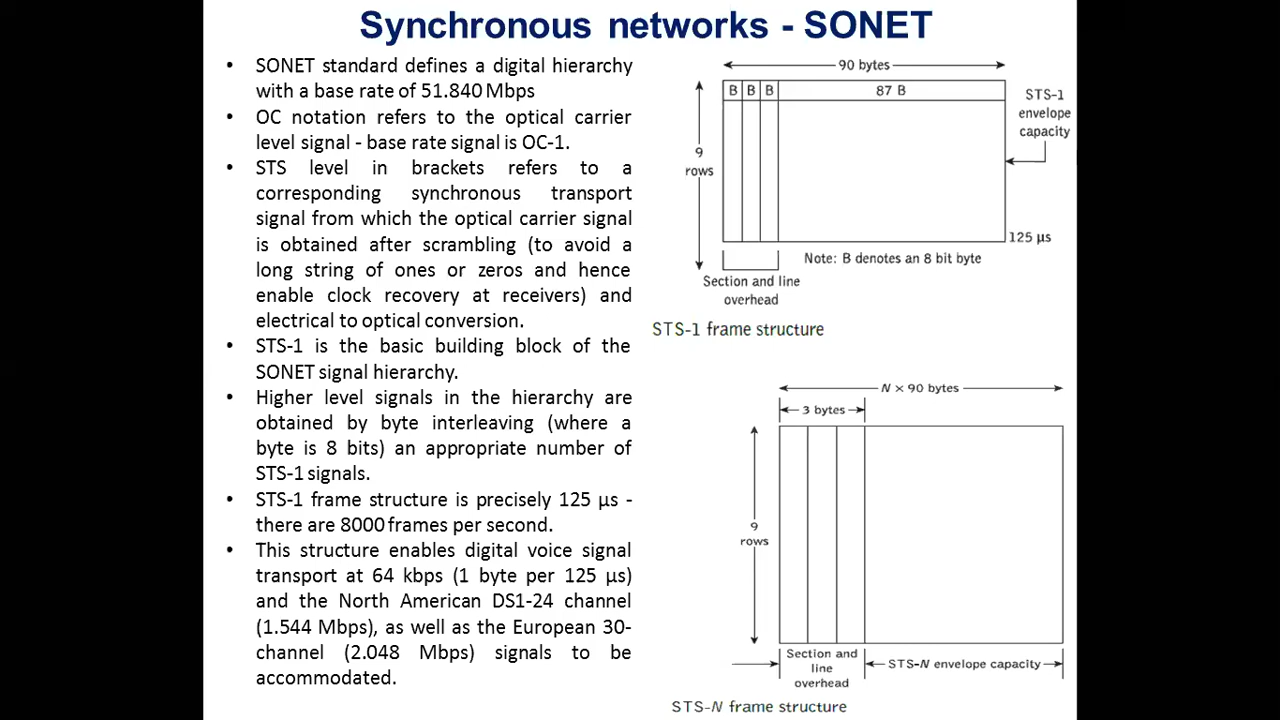 Synchronous networks - SONET
• SONET standard defines a digital hierarchy
with a base rate of 51.840 Mbps
• OC notation refers to the optical carrier
level signal - base rate signal is OC-1.
• STS level in brackets refers to a
corresponding synchronous transport
signal from which the optical carrier signal
is obtained after scrambling (to avoid a
long string of ones or zeros and hence
enable clock recovery at receivers) and
electrical to optical conversion.
• STS-1 is the basic building block of the
SONET signal hierarchy.
• Higher level signals in the hierarchy are
obtained by byte interleaving (where a
byte is 8 bits) an appropriate number of
STS-1 signals.
• STS-1 frame structure is precisely 125 µs -
there are 8000 frames per second.
• This structure enables digital voice signal
transport at 64 kbps (1 byte per 125 µs)
and the North American DS1-24 channel
(1.544 Mbps), as well as the European 30-
channel (2.048 Mbps) signals to be
accommodated.
90 bytes
B B B 87 B
STS-1
envelope
capacity
9
rows
125 µs
Note: B denotes an 8 bit byte
Section and line
overhead
STS-1 frame structure
N × 90 bytes
3 bytes
9
rows
Section and
line
overhead
STS-N envelope capacity
STS-N frame structure